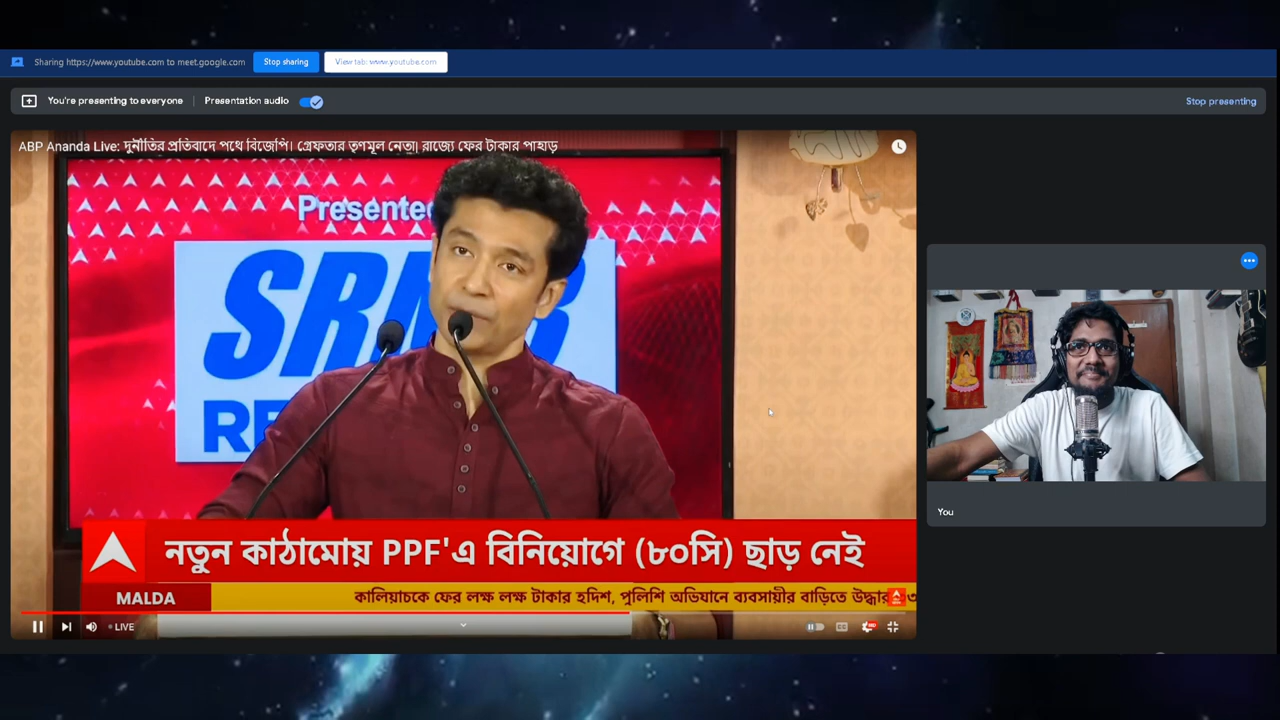 Sharing https://www.youtube.com to meet.google.com
Stop sharing
View tab: www.youtube.com
You're presenting to everyone
Presentation audio
Stop presenting
ABP Ananda Live: দুর্নীতির প্রতিবাদে পথে বিজেপি। গ্রেফতার তৃণমূল নেতা| রাজ্যে ফের টাকার পাহাড়
Presented
SRMB
নতুন কাঠামোয় PPF'এ বিনিয়োগে (৮০সি) ছাড় নেই
MALDA
কালিয়াচকে ফের লক্ষ লক্ষ টাকার হদিশ, পুলিশি অভিযানে ব্যবসায়ীর বাড়িতে উদ্ধার
LIVE
You